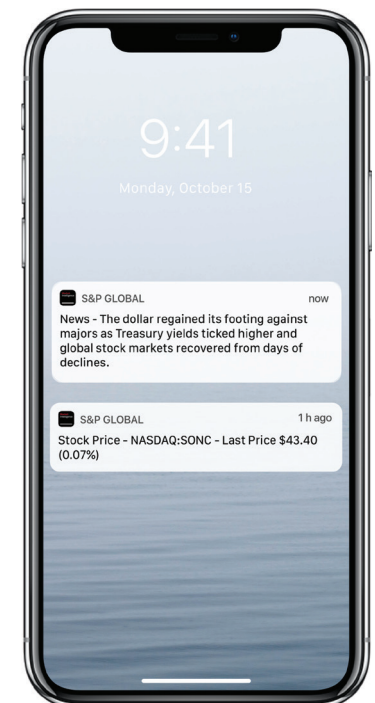 9:41
Monday, October 15
S&P GLOBAL
now
News - The dollar regained its footing against
majors as Treasury yields ticked higher and
global stock markets recovered from days of
declines.
S&P GLOBAL
1 h ago
Stock Price - NASDAQ:SONC - Last Price $43.40
(0.07%)